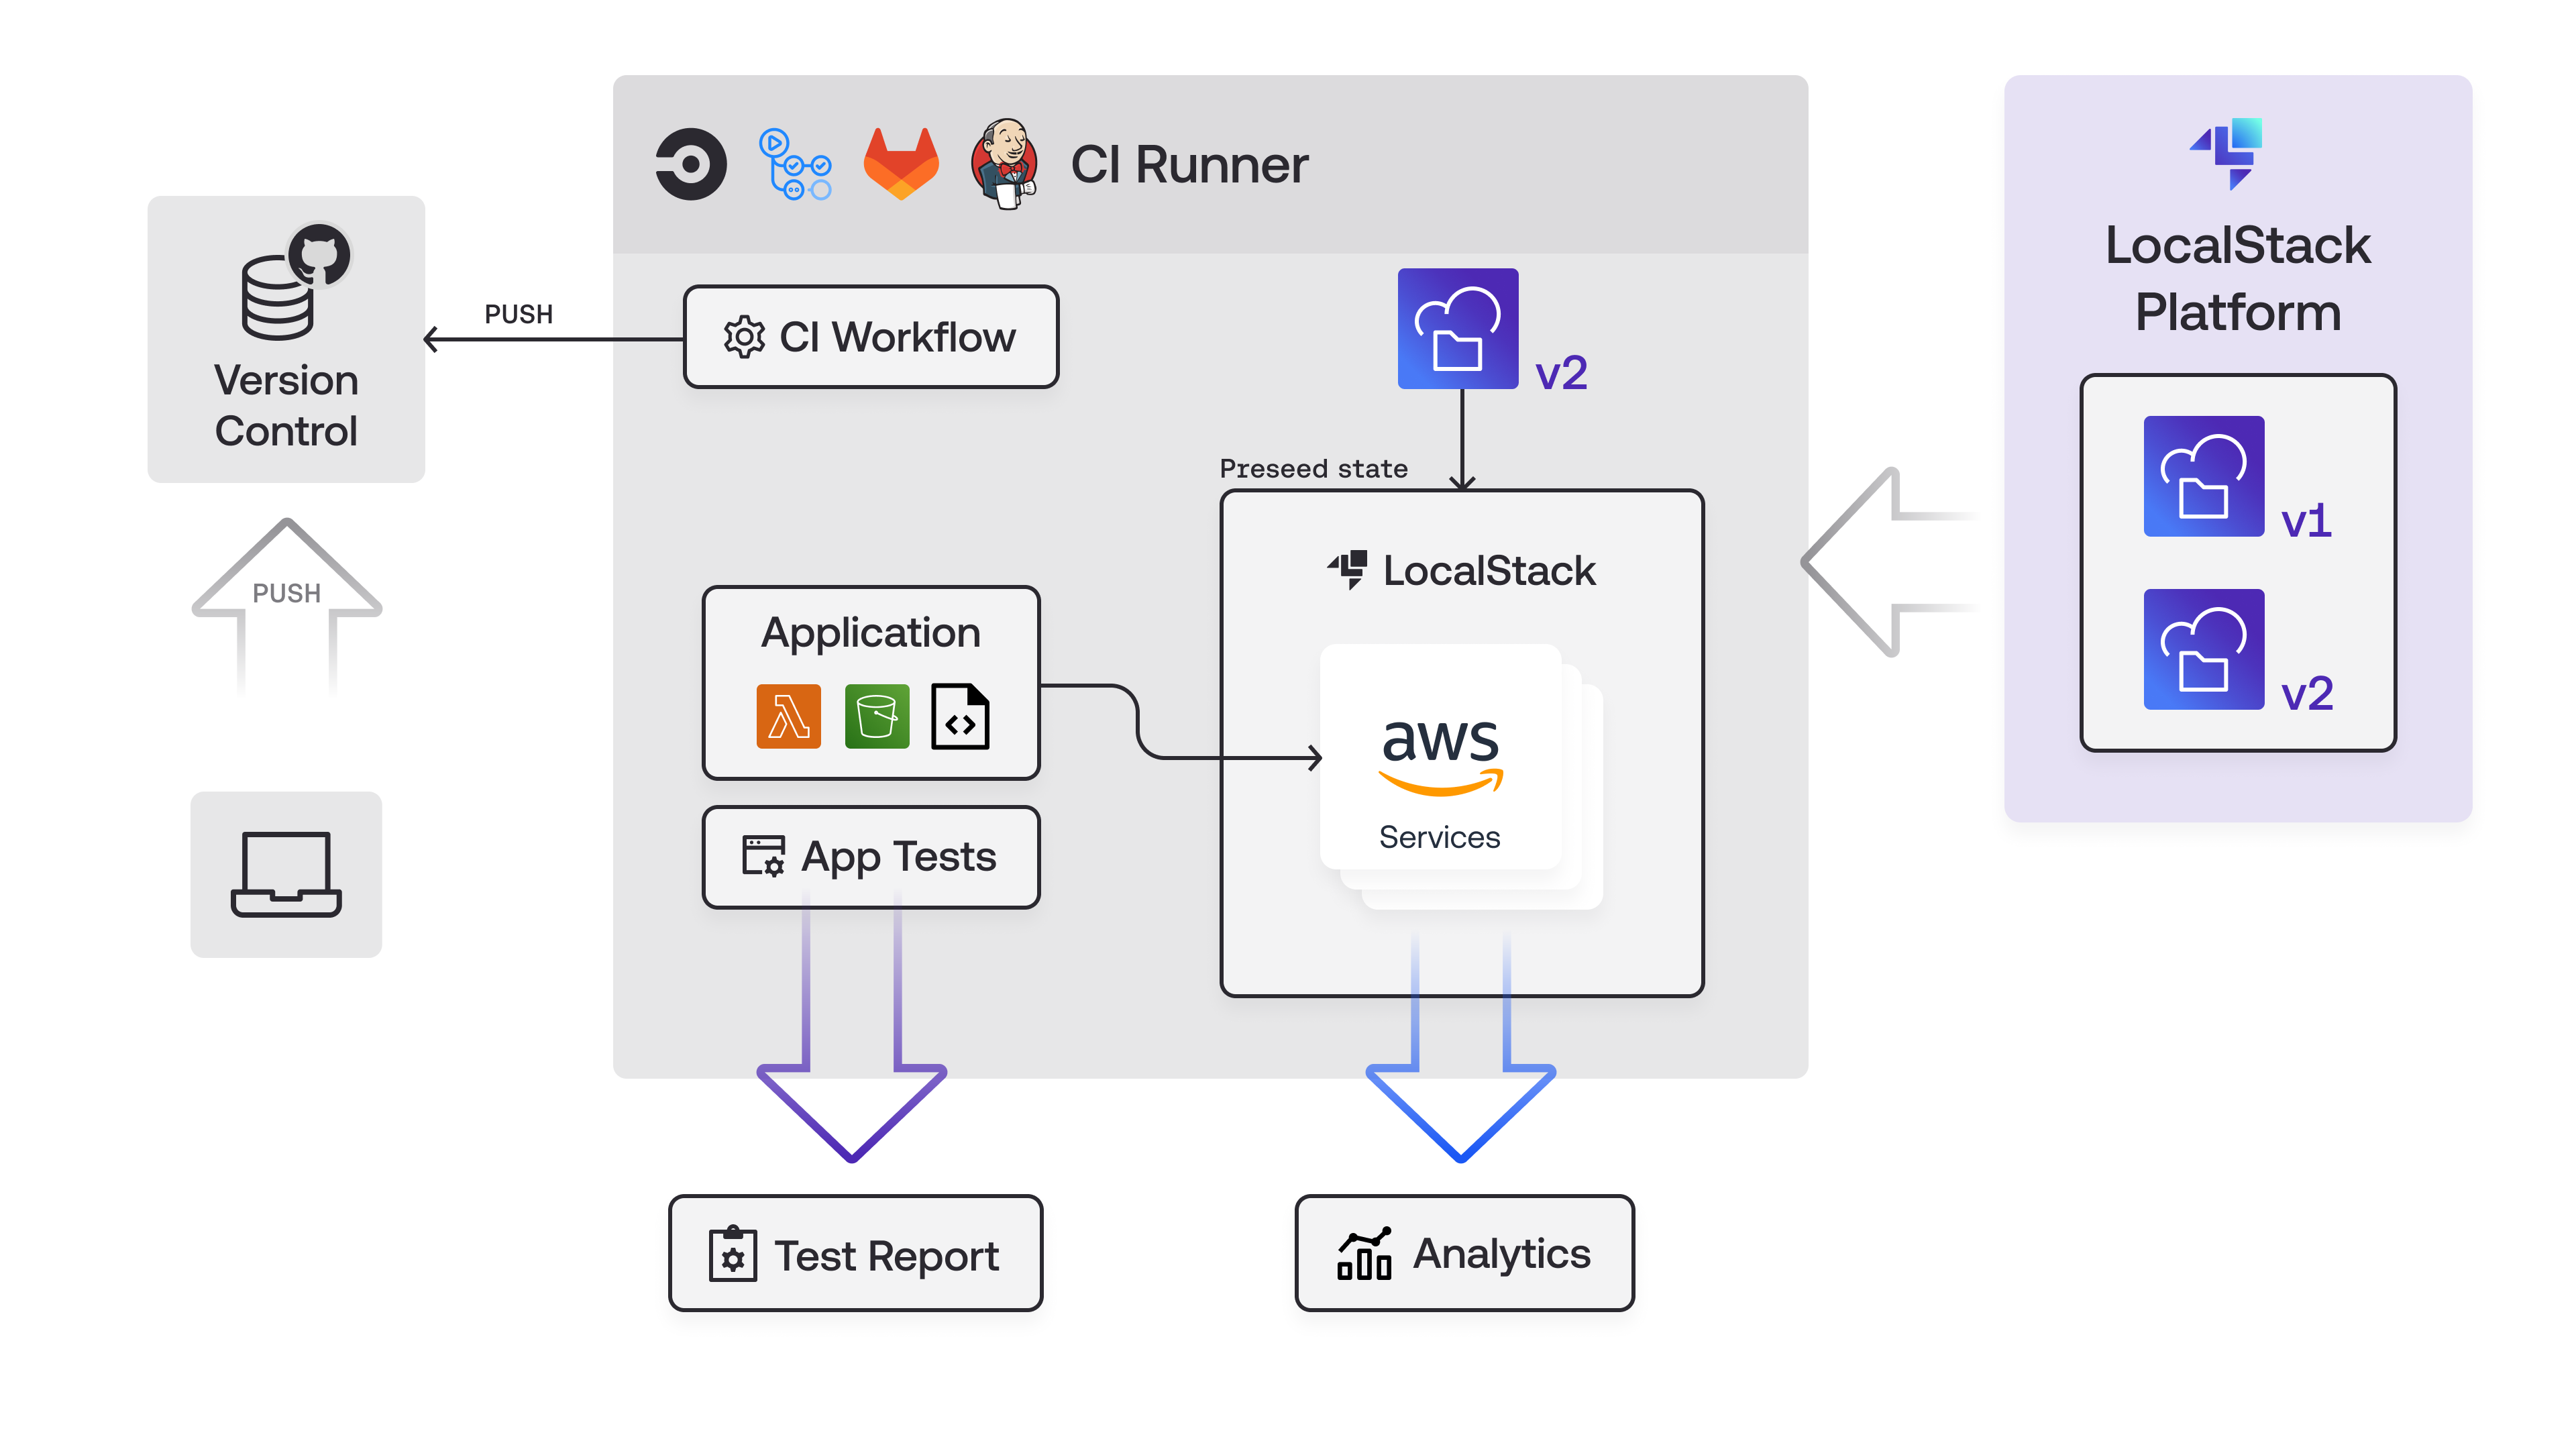 CI Runner
LocalStack
Platform
v1
v2
Version
Control
PUSH
PUSH
CI Workflow
v2
Preseed state
LocalStack
aws
Services
Application
App Tests
Test Report
Analytics